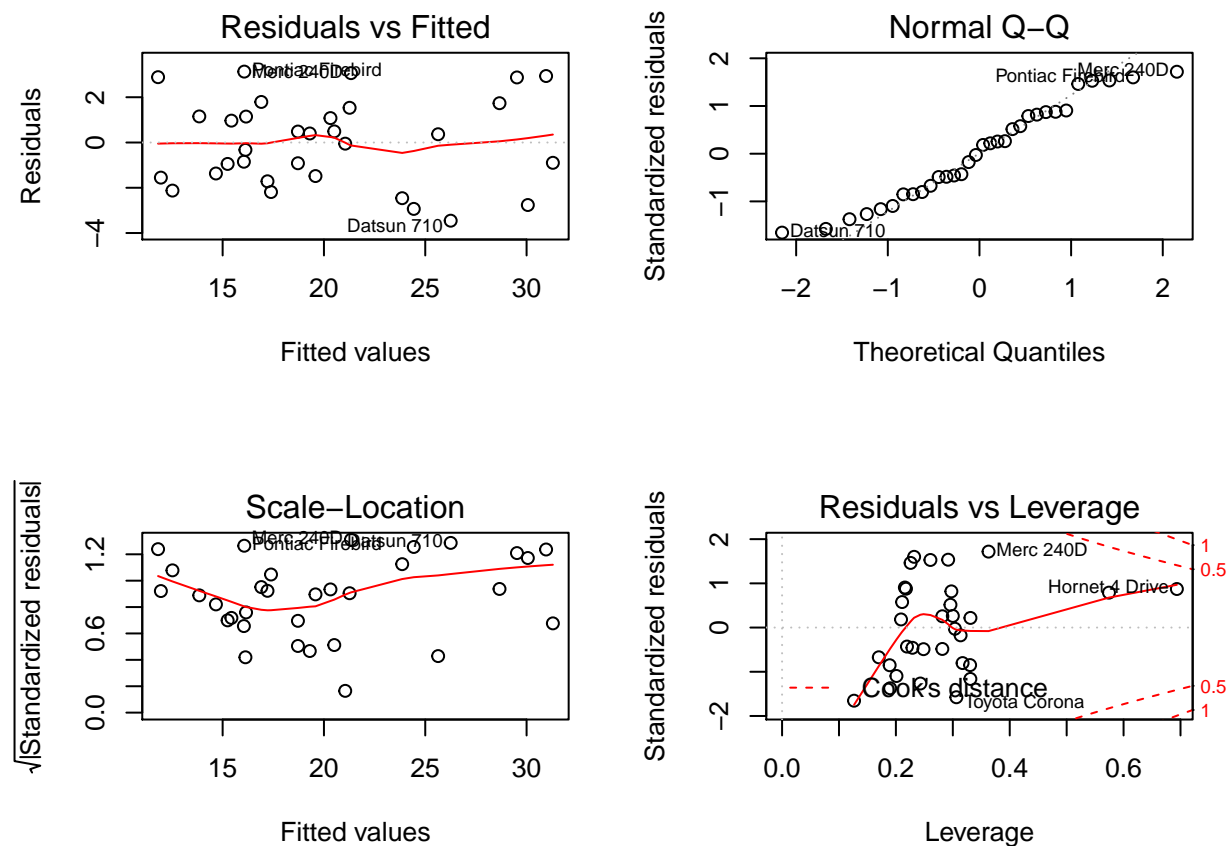 Residuals vs Fitted
Residuals
−4
0
2
Pontiac Firebird
Merc 240D
Datsun 710
15
20
25
30
Fitted values
Normal Q−Q
Standardized residuals
−1
0
1
2
Merc 240D
Pontiac Firebird
Datsun 710
−2
−1
0
1
2
Theoretical Quantiles
Scale−Location
√|Standardized residuals|
0.0
0.6
1.2
Merc 240D
Datsun 710
Pontiac Firebird
15
20
25
30
Fitted values
Residuals vs Leverage
Standardized residuals
−2
0
1
2
Merc 240D
Hornet 4 Drive
Toyota Corona
Cook's distance
1
0.5
0.5
1
0.0
0.2
0.4
0.6
Leverage